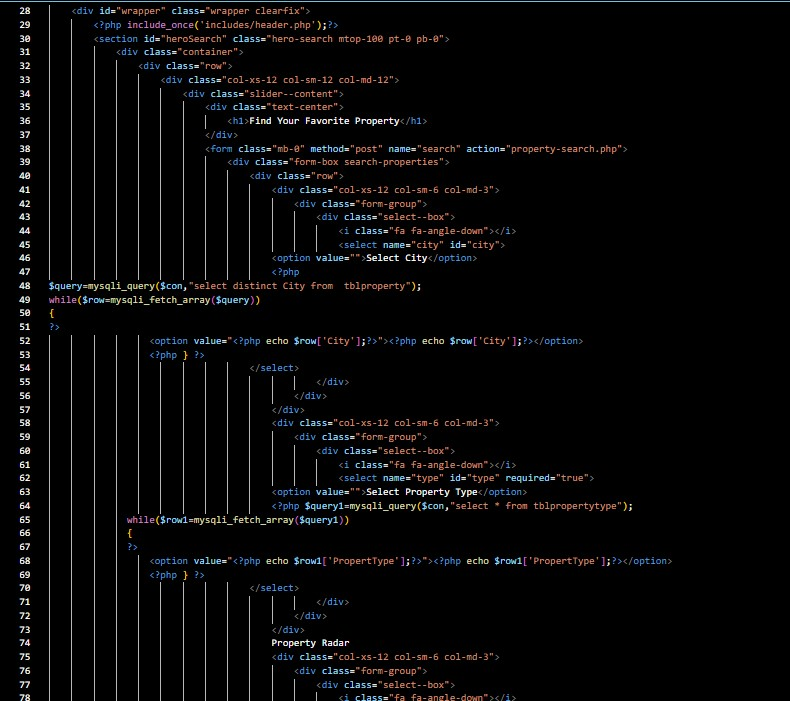 28 <div id="wrapper" class="wrapper clearfix">
29 <?php include_once('includes/header.php');?>
30 <section id="heroSearch" class="hero-search mtop-100 pt-0 pb-0">
31 <div class="container">
32 <div class="row">
33 <div class="col-xs-12 col-sm-12 col-md-12">
34 <div class="slider--content">
35 <div class="text-center">
36 <h1>Find Your Favorite Property</h1>
37 </div>
38 <form class="mb-0" method="post" name="search" action="property-search.php">
39 <div class="form-box search-properties">
40 <div class="row">
41 <div class="col-xs-12 col-sm-6 col-md-3">
42 <div class="form-group">
43 <div class="select--box">
44 <i class="fa fa-angle-down"></i>
45 <select name="city" id="city">
46 <option value="">Select City</option>
47 <?php
48 $query=mysqli_query($con,"select distinct City from  tblproperty");
49 while($row=mysqli_fetch_array($query))
50 {
51 ?>
52 <option value="<?php echo $row['City'];?>"><?php echo $row['City'];?></option>
53 <?php } ?>
54 </select>
55 </div>
56 </div>
57 </div>
58 <div class="col-xs-12 col-sm-6 col-md-3">
59 <div class="form-group">
60 <div class="select--box">
61 <i class="fa fa-angle-down"></i>
62 <select name="type" id="type" required="true">
63 <option value="">Select Property Type</option>
64 <?php $query1=mysqli_query($con,"select * from tblpropertytype");
65 while($row1=mysqli_fetch_array($query1))
66 {
67 ?>
68 <option value="<?php echo $row1['PropertType'];?>"><?php echo $row1['PropertType'];?></option>
69 <?php } ?>
70 </select>
71 </div>
72 </div>
73 </div>
74 Property Radar
75 <div class="col-xs-12 col-sm-6 col-md-3">
76 <div class="form-group">
77 <div class="select--box">
78 <i class="fa fa-angle-down"></i>